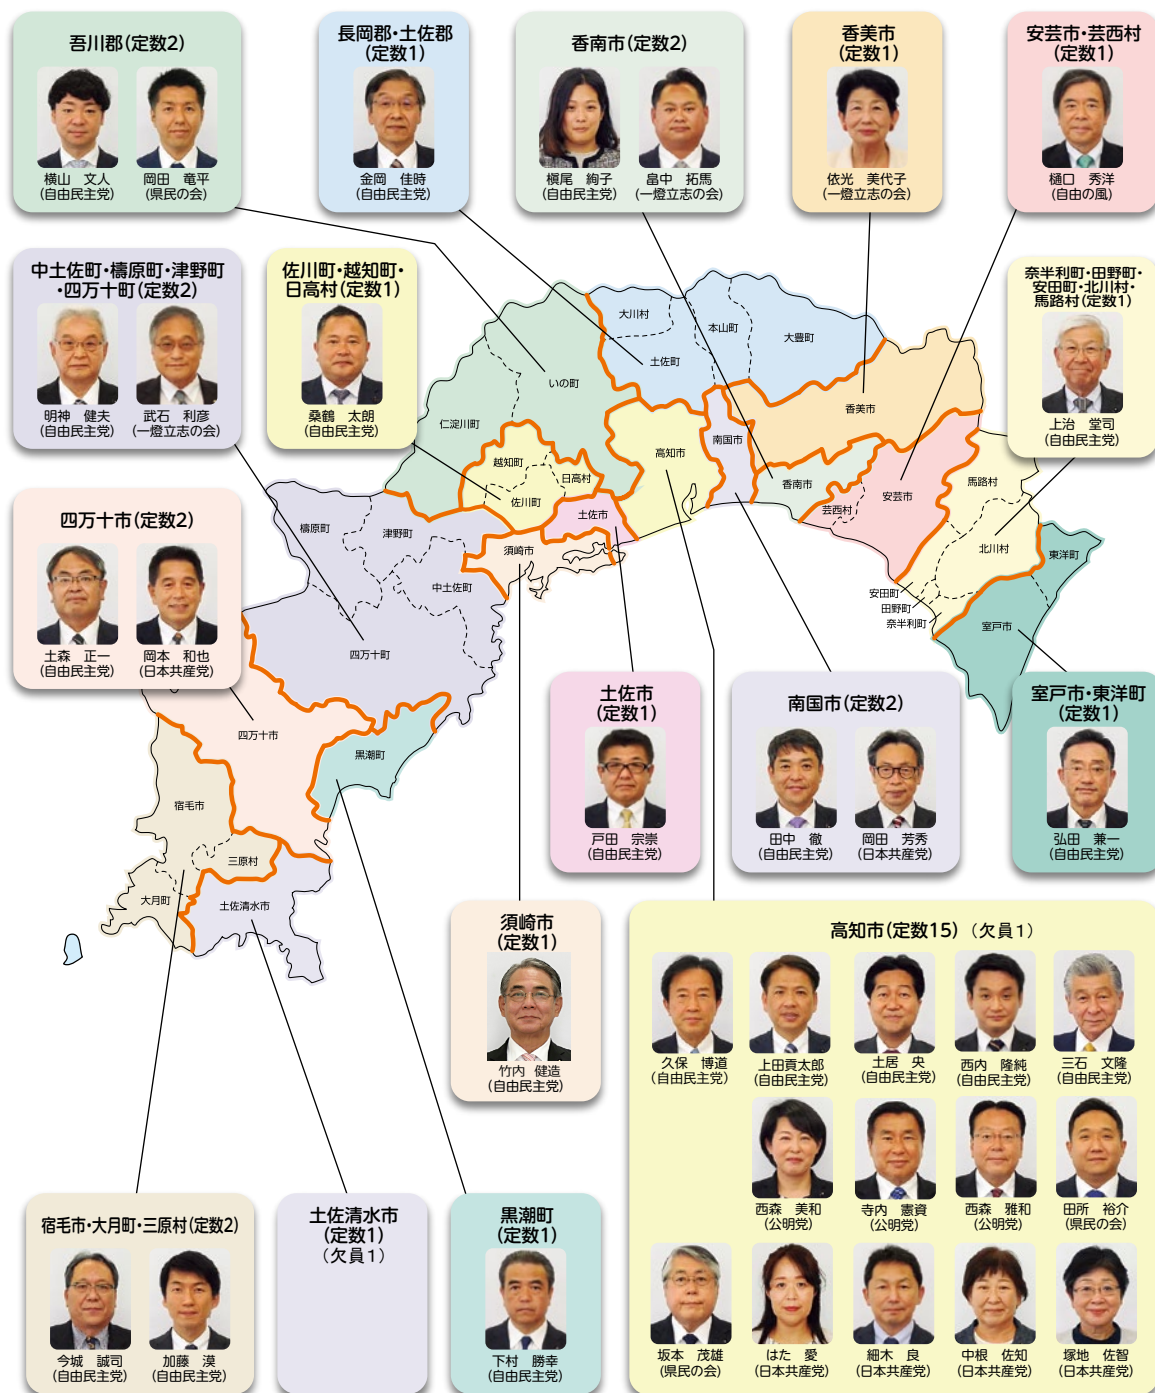 吾川郡(定数2)
横山　文人
(自由民主党)
岡田　竜平
(県民の会)
長岡郡・土佐郡
(定数1)
金岡　佳時
(自由民主党)
香南市(定数2)
槇尾　絢子
(自由民主党)
畠中　拓馬
(一燈立志の会)
香美市
(定数1)
依光　美代子
(一燈立志の会)
安芸市・芸西村
(定数1)
樋口　秀洋
(自由の風)
中土佐町・檮原町・津野町
・四万十町(定数2)
明神　健夫
(自由民主党)
武石　利彦
(一燈立志の会)
佐川町・越知町・
日高村(定数1)
桑鶴　太朗
(自由民主党)
奈半利町・田野町・
安田町・北川村・
馬路村(定数1)
上治　堂司
(自由民主党)
四万十市(定数2)
土森　正一
(自由民主党)
岡本　和也
(日本共産党)
大川村
本山町
大豊町
土佐町
いの町
仁淀川町
香美市
南国市
高知市
越知町
日高村
佐川町
土佐市
香南市
芸西村
安芸市
馬路村
北川村
東洋町
安田町
田野町
奈半利町
室戸市
檮原町
津野町
須崎市
中土佐町
四万十町
四万十市
黒潮町
宿毛市
三原村
大月町
土佐清水市
土佐市
(定数1)
戸田　宗崇
(自由民主党)
南国市(定数2)
田中　徹
(自由民主党)
岡田　芳秀
(日本共産党)
室戸市・東洋町
(定数1)
弘田　兼一
(自由民主党)
須崎市
(定数1)
竹内　健造
(自由民主党)
高知市(定数15)（欠員1）
久保　博道
(自由民主党)
上田貢太郎
(自由民主党)
土居　央
(自由民主党)
西内　隆純
(自由民主党)
三石　文隆
(自由民主党)
西森　美和
(公明党)
寺内　憲資
(公明党)
西森　雅和
(公明党)
田所　裕介
(県民の会)
坂本　茂雄
(県民の会)
はた　愛
(日本共産党)
細木　良
(日本共産党)
中根　佐知
(日本共産党)
塚地　佐智
(日本共産党)
宿毛市・大月町・三原村(定数2)
今城　誠司
(自由民主党)
加藤　漠
(自由民主党)
土佐清水市
(定数1)
（欠員1）
黒潮町
(定数1)
下村　勝幸
(自由民主党)